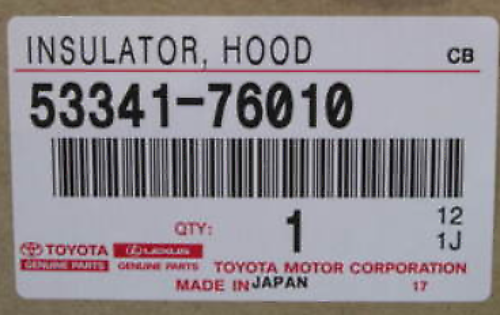 INSULATOR, HOOD CB
53341-76010
QTY: 1 12
1J
TOYOTA LEXUS
GENUINE PARTS GENUINE PARTS TOYOTA MOTOR CORPORATION
MADE IN JAPAN 17